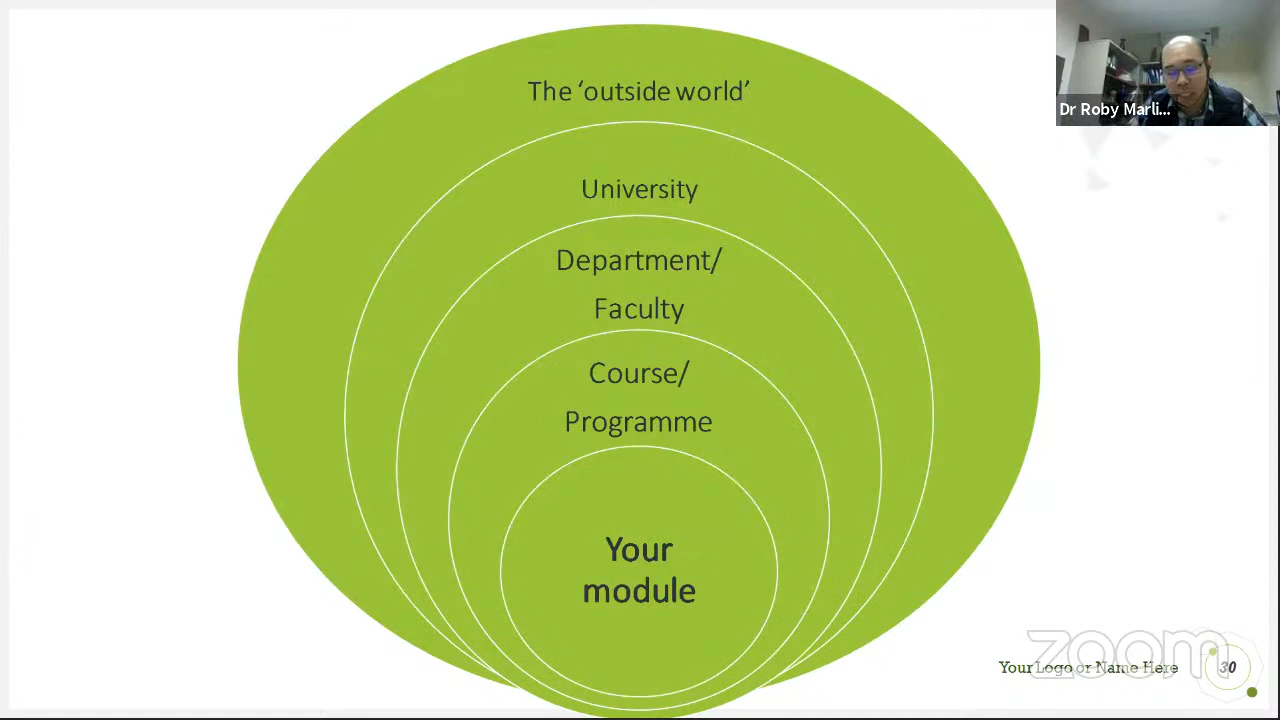 The ‘outside world’
University
Department/
Faculty
Course/
Programme
Your
module
Dr Roby Marli...
Your Logo or Name Here
30
zoom